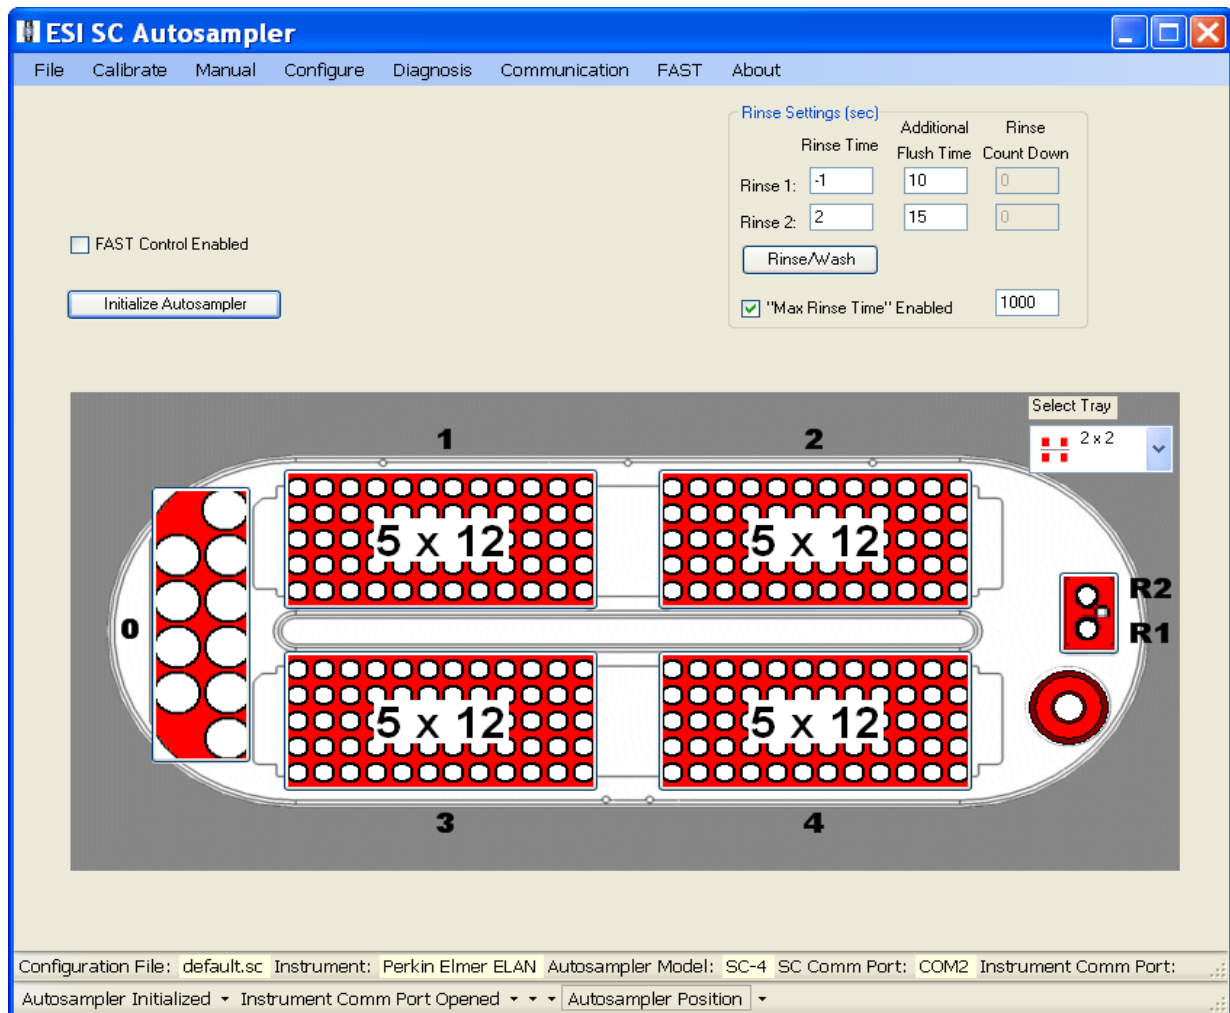 ESI SC Autosampler
File Calibrate Manual Configure Diagnosis Communication FAST About
Rinse Settings (sec)
Rinse Time Additional Flush Time Rinse Count Down
Rinse 1: -1 10 0
Rinse 2: 2 15 0
FAST Control Enabled
Rinse/Wash
Initialize Autosampler
"Max Rinse Time" Enabled 1000
Select Tray
2 x 2
1 2
5 x 12 5 x 12
R2
0 R1
5 x 12 5 x 12
3 4
Configuration File: default.sc Instrument: Perkin Elmer ELAN Autosampler Model: SC-4 SC Comm Port: COM2 Instrument Comm Port:
Autosampler Initialized Instrument Comm Port Opened Autosampler Position